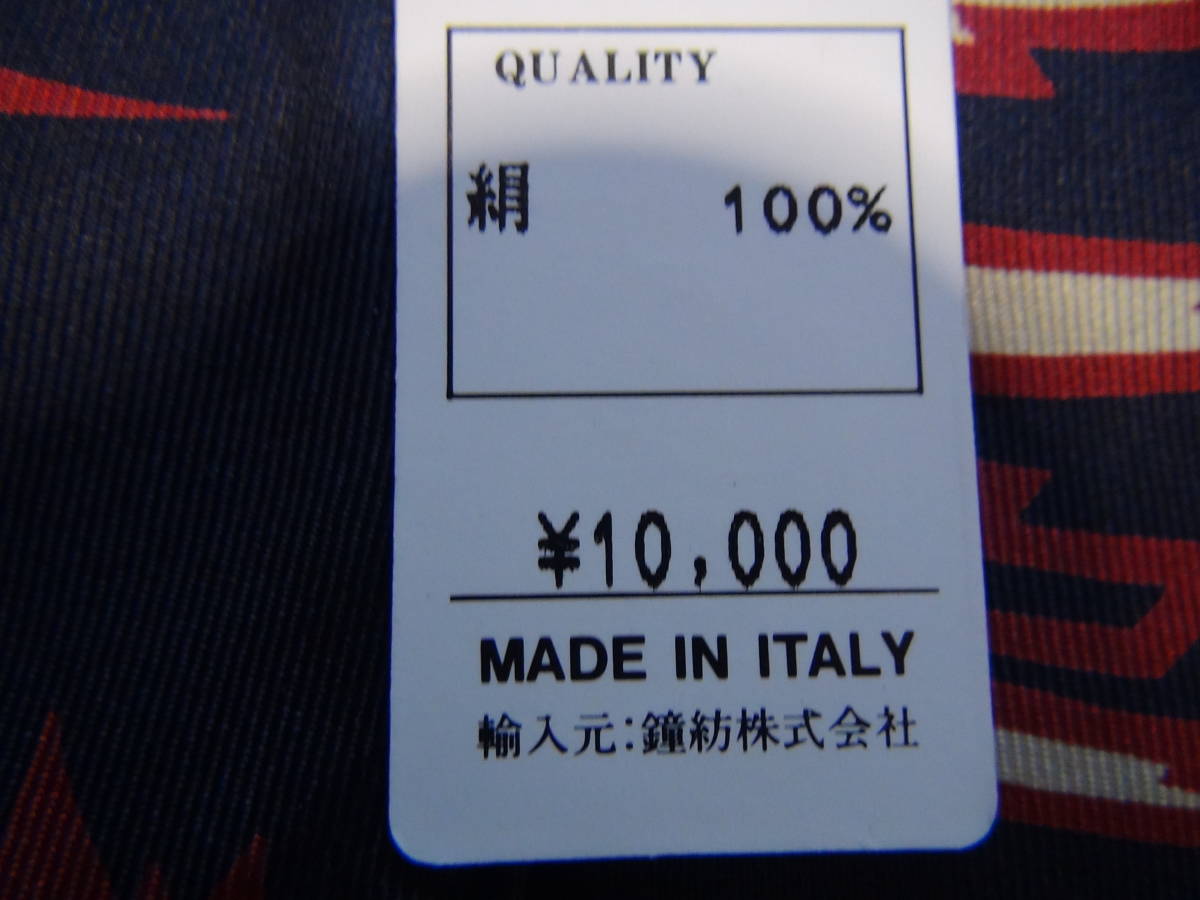 QUALITY
絹 100%
¥10,000
MADE IN ITALY
輸入元:鐘紡株式会社